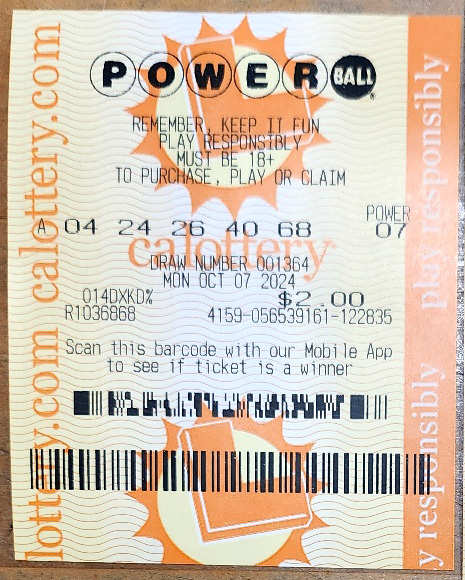 POWERBALL
REMEMBER, KEEP IT FUN
PLAY RESPONSIBLY
MUST BE 18+
TO PURCHASE, PLAY OR CLAIM
POWER
A 04 24 26 40 68 07
calottery
DRAW NUMBER 001364
MON OCT 07 2024
014DXKD% $2.00
R1036868 4159-056539161-122835
Scan this barcode with our Mobile App
to see if ticket is a winner
lottery.com calottery.com
y responsibly play responsibly